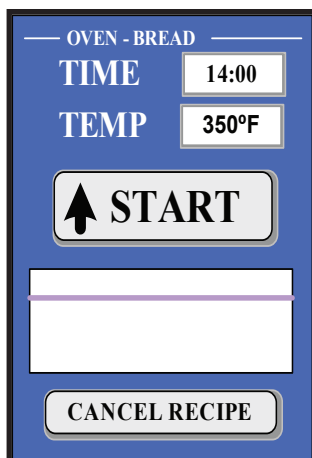 OVEN - BREAD
TIME 14:00
TEMP 350ºF
START
CANCEL RECIPE